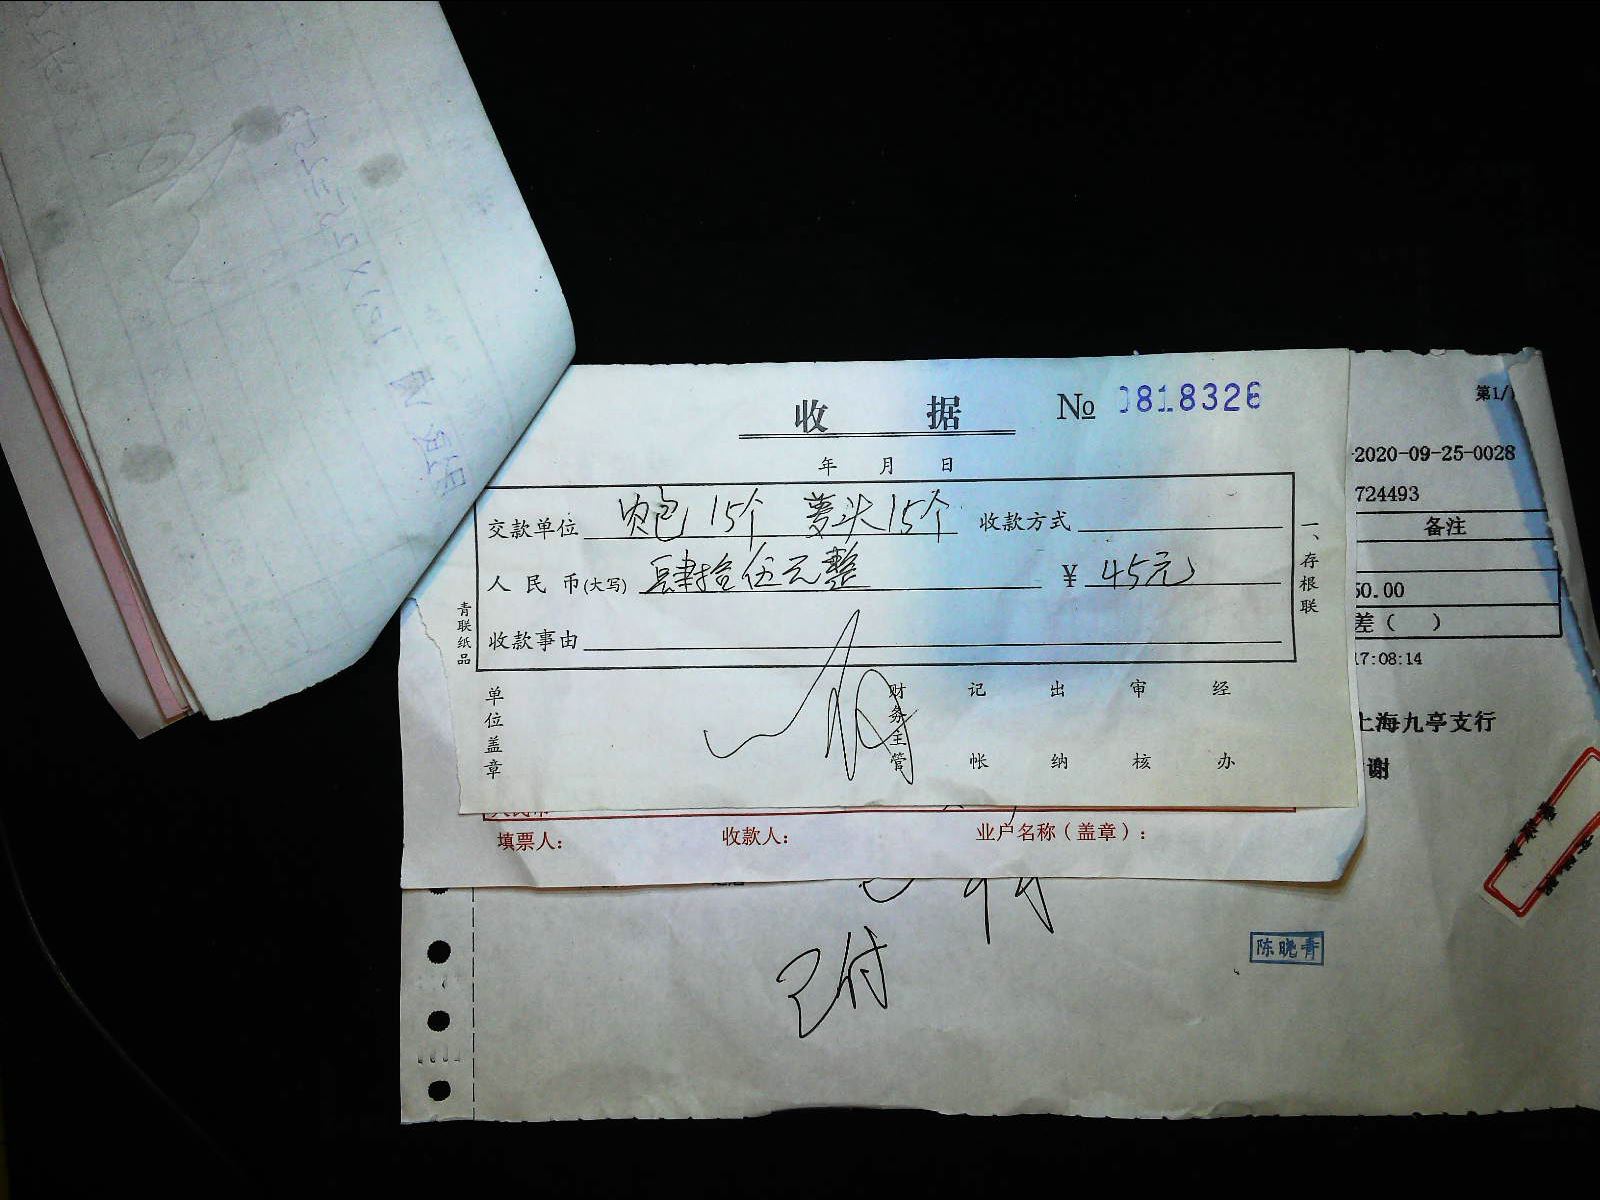 收 据 № 0818326
年 月 日
交款单位 肉包 15个 萝头 15个 收款方式
人民币(大写) 肆拾伍元整 ¥ 45元
收款事由
一、存根联
青联纸品
单位盖章 财务主管 记帐 出纳 审核 经办
填票人: 收款人: 业户名称(盖章):
第1/
-2020-09-25-0028
724493
备注
50.00
差( )
17:08:14
上海九亭支行
谢
已付
陈晓青